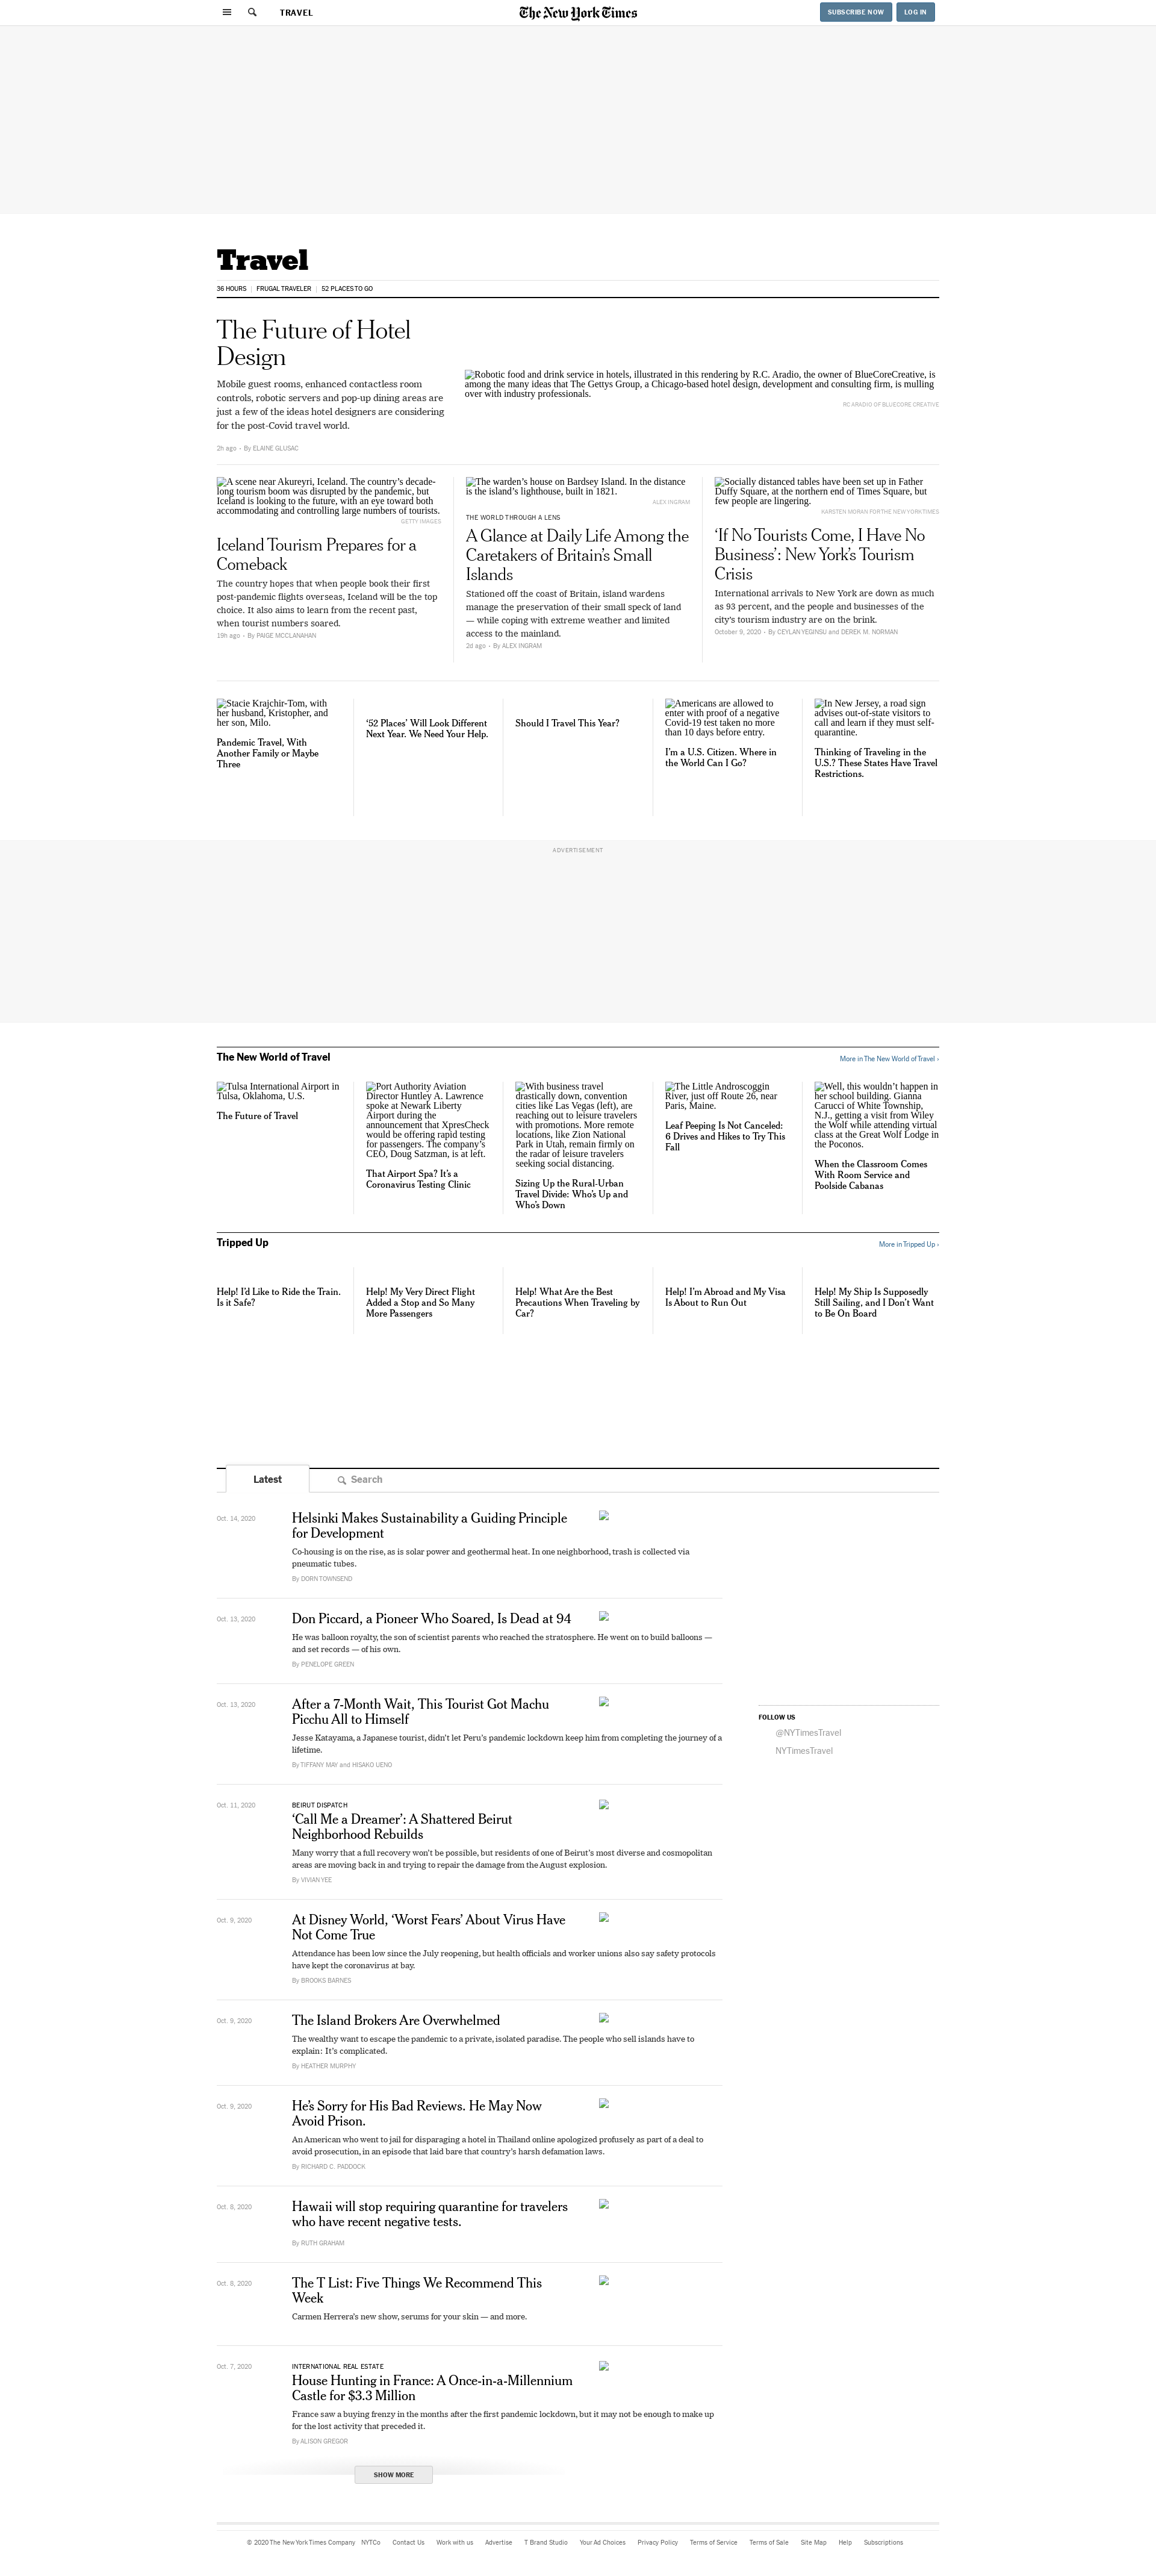 TRAVEL
The New York Times
SUBSCRIBE NOW
LOG IN
Travel
36 HOURS
FRUGAL TRAVELER
52 PLACES TO GO
The Future of Hotel
Design
Mobile guest rooms, enhanced contactless room
controls, robotic servers and pop-up dining areas are
just a few of the ideas hotel designers are considering
for the post-Covid travel world.
2h ago • By ELAINE GLUSAC
Robotic food and drink service in hotels, illustrated in this rendering by R.C. Aradio, the owner of BlueCoreCreative, is
among the many ideas that The Gettys Group, a Chicago-based hotel design, development and consulting firm, is mulling
over with industry professionals.
RC ARADIO OF BLUECORE CREATIVE
A scene near Akureyri, Iceland. The country’s decade-
long tourism boom was disrupted by the pandemic, but
Iceland is looking to the future, with an eye toward both
accommodating and controlling large numbers of tourists.
GETTY IMAGES
Iceland Tourism Prepares for a
Comeback
The country hopes that when people book their first
post-pandemic flights overseas, Iceland will be the top
choice. It also aims to learn from the recent past,
when tourist numbers soared.
19h ago • By PAIGE MCCLANAHAN
The warden’s house on Bardsey Island. In the distance
is the island’s lighthouse, built in 1821.
ALEX INGRAM
THE WORLD THROUGH A LENS
A Glance at Daily Life Among the
Caretakers of Britain’s Small
Islands
Stationed off the coast of Britain, island wardens
manage the preservation of their small speck of land
— while coping with extreme weather and limited
access to the mainland.
2d ago • By ALEX INGRAM
Socially distanced tables have been set up in Father
Duffy Square, at the northern end of Times Square, but
few people are lingering.
KARSTEN MORAN FOR THE NEW YORK TIMES
‘If No Tourists Come, I Have No
Business’: New York’s Tourism
Crisis
International arrivals to New York are down as much
as 93 percent, and the people and businesses of the
city’s tourism industry are on the brink.
October 9, 2020 • By CEYLAN YEGINSU and DEREK M. NORMAN
Stacie Krajchir-Tom, with
her husband, Kristopher, and
her son, Milo.
Pandemic Travel, With
Another Family or Maybe
Three
‘52 Places’ Will Look Different
Next Year. We Need Your Help.
Should I Travel This Year?
Americans are allowed to
enter with proof of a negative
Covid-19 test taken no more
than 10 days before entry.
I’m a U.S. Citizen. Where in
the World Can I Go?
In New Jersey, a road sign
advises out-of-state visitors to
call and learn if they must self-
quarantine.
Thinking of Traveling in the
U.S.? These States Have Travel
Restrictions.
ADVERTISEMENT
The New World of Travel
More in The New World of Travel ›
Tulsa International Airport in
Tulsa, Oklahoma, U.S.
The Future of Travel
Port Authority Aviation
Director Huntley A. Lawrence
spoke at Newark Liberty
Airport during the
announcement that XpresCheck
would be offering rapid testing
for passengers. The company’s
CEO, Doug Satzman, is at left.
That Airport Spa? It’s a
Coronavirus Testing Clinic
With business travel
drastically down, convention
cities like Las Vegas (left), are
reaching out to leisure travelers
with promotions. More remote
locations, like Zion National
Park in Utah, remain firmly on
the radar of leisure travelers
seeking social distancing.
Sizing Up the Rural-Urban
Travel Divide: Who’s Up and
Who’s Down
The Little Androscoggin
River, just off Route 26, near
Paris, Maine.
Leaf Peeping Is Not Canceled:
6 Drives and Hikes to Try This
Fall
Well, this wouldn’t happen in
her school building. Gianna
Carucci of White Township,
N.J., getting a visit from Wiley
the Wolf while attending virtual
class at the Great Wolf Lodge in
the Poconos.
When the Classroom Comes
With Room Service and
Poolside Cabanas
Tripped Up
More in Tripped Up ›
Help! I’d Like to Ride the Train.
Is it Safe?
Help! My Very Direct Flight
Added a Stop and So Many
More Passengers
Help! What Are the Best
Precautions When Traveling by
Car?
Help! I’m Abroad and My Visa
Is About to Run Out
Help! My Ship Is Supposedly
Still Sailing, and I Don’t Want
to Be On Board
Latest
Search
Oct. 14, 2020
Helsinki Makes Sustainability a Guiding Principle
for Development
Co-housing is on the rise, as is solar power and geothermal heat. In one neighborhood, trash is collected via
pneumatic tubes.
By DORN TOWNSEND
Oct. 13, 2020
Don Piccard, a Pioneer Who Soared, Is Dead at 94
He was balloon royalty, the son of scientist parents who reached the stratosphere. He went on to build balloons —
and set records — of his own.
By PENELOPE GREEN
Oct. 13, 2020
After a 7-Month Wait, This Tourist Got Machu
Picchu All to Himself
Jesse Katayama, a Japanese tourist, didn’t let Peru’s pandemic lockdown keep him from completing the journey of a
lifetime.
By TIFFANY MAY and HISAKO UENO
FOLLOW US
@NYTimesTravel
NYTimesTravel
Oct. 11, 2020
BEIRUT DISPATCH
‘Call Me a Dreamer’: A Shattered Beirut
Neighborhood Rebuilds
Many worry that a full recovery won’t be possible, but residents of one of Beirut’s most diverse and cosmopolitan
areas are moving back in and trying to repair the damage from the August explosion.
By VIVIAN YEE
Oct. 9, 2020
At Disney World, ‘Worst Fears’ About Virus Have
Not Come True
Attendance has been low since the July reopening, but health officials and worker unions also say safety protocols
have kept the coronavirus at bay.
By BROOKS BARNES
Oct. 9, 2020
The Island Brokers Are Overwhelmed
The wealthy want to escape the pandemic to a private, isolated paradise. The people who sell islands have to
explain: It’s complicated.
By HEATHER MURPHY
Oct. 9, 2020
He’s Sorry for His Bad Reviews. He May Now
Avoid Prison.
An American who went to jail for disparaging a hotel in Thailand online apologized profusely as part of a deal to
avoid prosecution, in an episode that laid bare that country’s harsh defamation laws.
By RICHARD C. PADDOCK
Oct. 8, 2020
Hawaii will stop requiring quarantine for travelers
who have recent negative tests.
By RUTH GRAHAM
Oct. 8, 2020
The T List: Five Things We Recommend This
Week
Carmen Herrera’s new show, serums for your skin — and more.
Oct. 7, 2020
INTERNATIONAL REAL ESTATE
House Hunting in France: A Once-in-a-Millennium
Castle for $3.3 Million
France saw a buying frenzy in the months after the first pandemic lockdown, but it may not be enough to make up
for the lost activity that preceded it.
By ALISON GREGOR
SHOW MORE
© 2020 The New York Times Company
NYTCo
Contact Us
Work with us
Advertise
T Brand Studio
Your Ad Choices
Privacy Policy
Terms of Service
Terms of Sale
Site Map
Help
Subscriptions